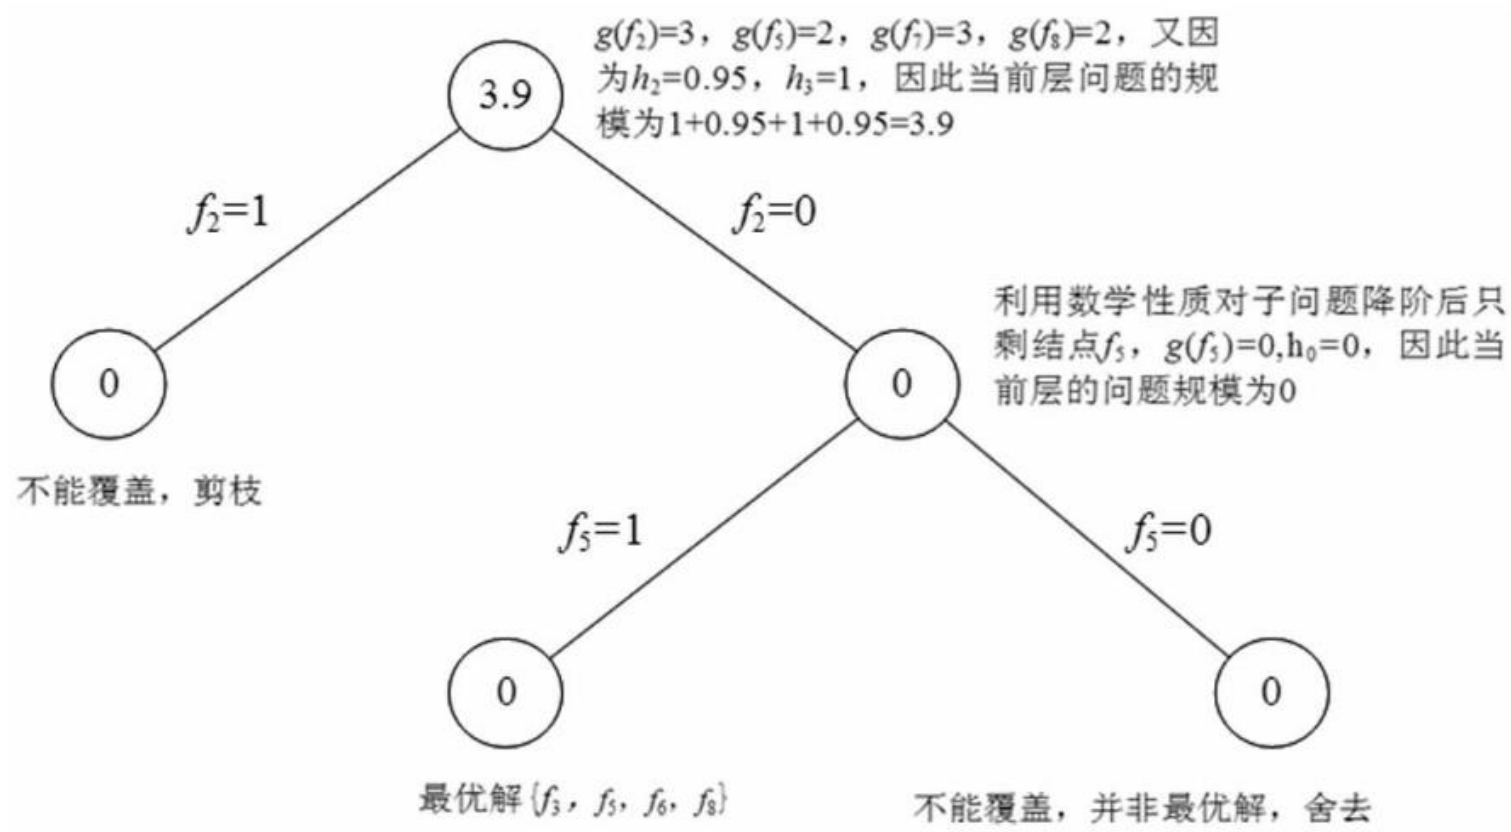 g(f₂)=3，g(f₅)=2，g(f₇)=3，g(f₈)=2，又因
为h₂=0.95，h₃=1，因此当前层问题的规
模为1+0.95+1+0.95=3.9
3.9
f₂=1
f₂=0
利用数学性质对子问题降阶后只
剩结点f₅，g(f₅)=0,h₀=0，因此当
前层的问题规模为0
0
0
不能覆盖，剪枝
f₅=1
f₅=0
0
0
最优解{f₃，f₅，f₆，f₈}
不能覆盖，并非最优解，舍去